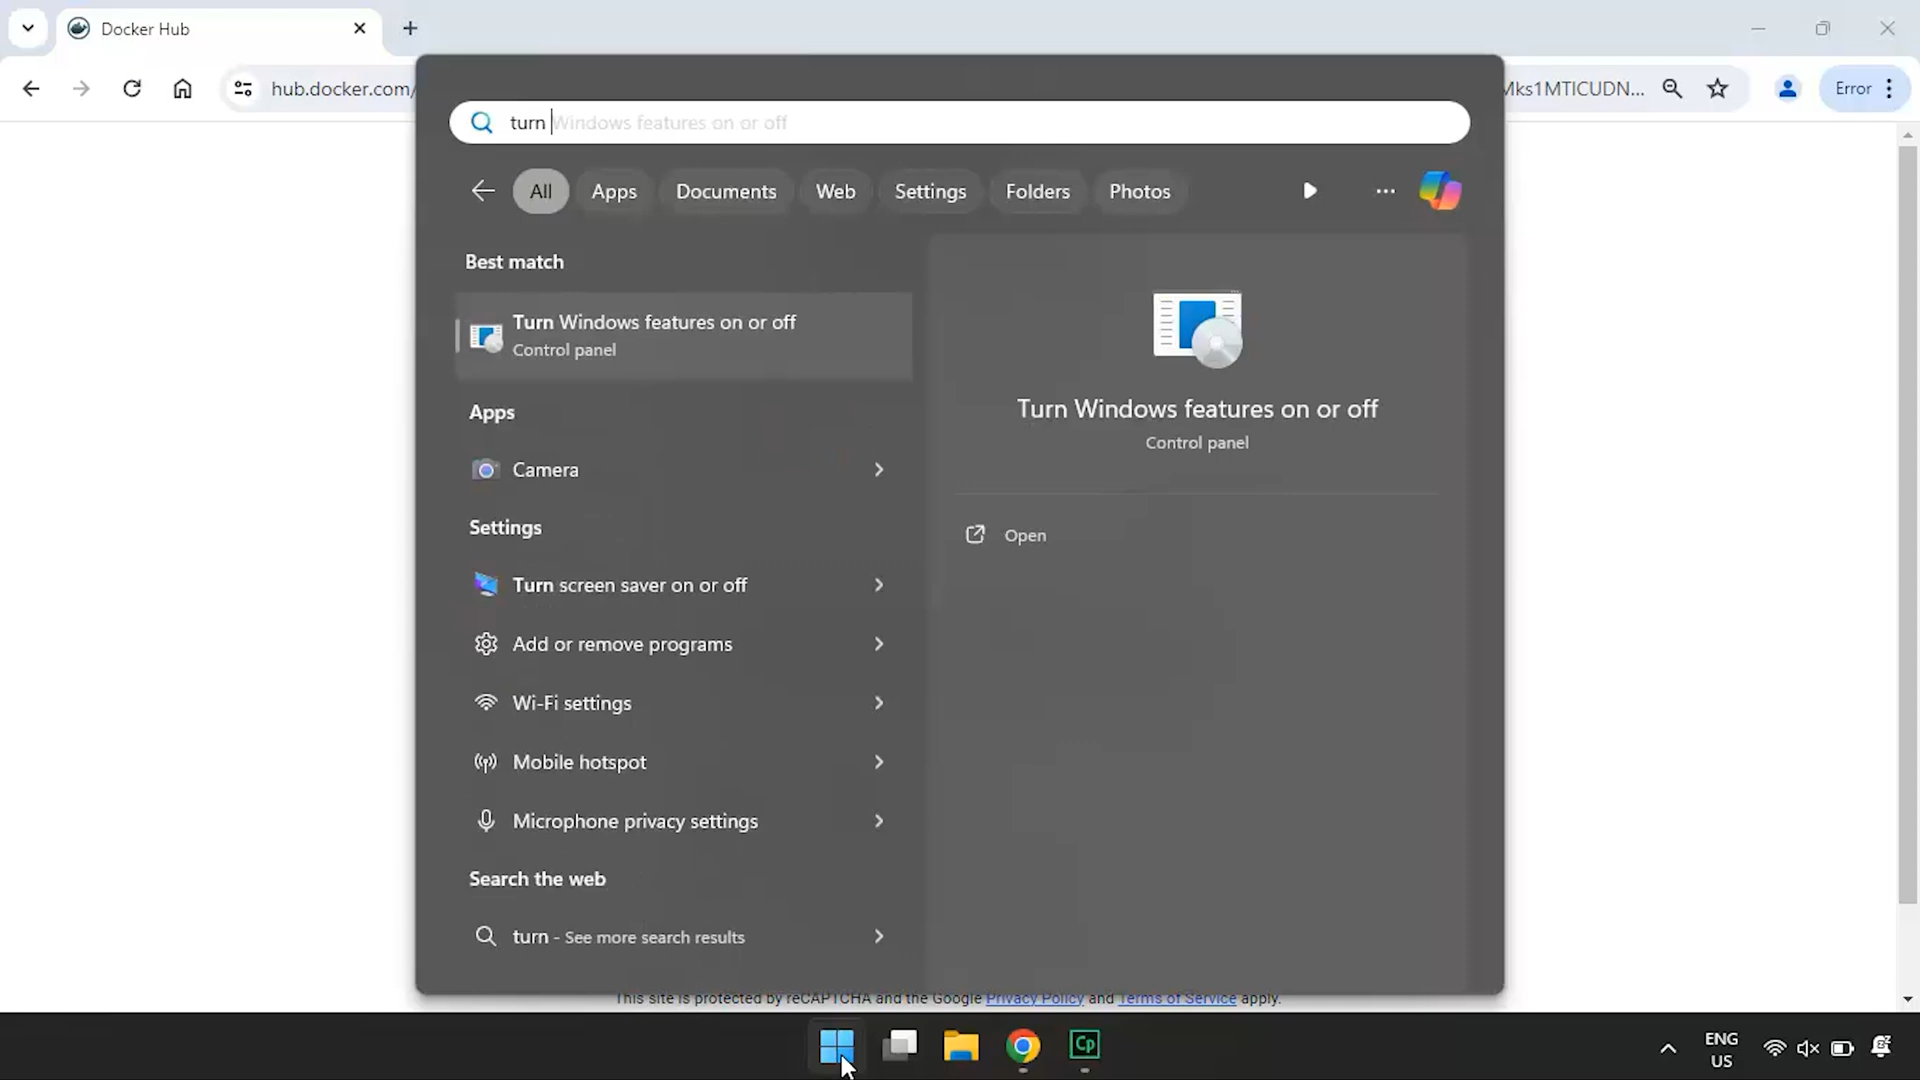 Docker Hub
hub.docker.com/
Mks1MTICUDN...
Error
turn Windows features on or off
All
Apps
Documents
Web
Settings
Folders
Photos
Best match
Turn Windows features on or off
Control panel
Apps
Camera
Settings
Turn screen saver on or off
Add or remove programs
Wi-Fi settings
Mobile hotspot
Microphone privacy settings
Search the web
turn - See more search results
Turn Windows features on or off
Control panel
Open
This site is protected by reCAPTCHA and the Google Privacy Policy and Terms of Service apply.
Cp
ENG
US